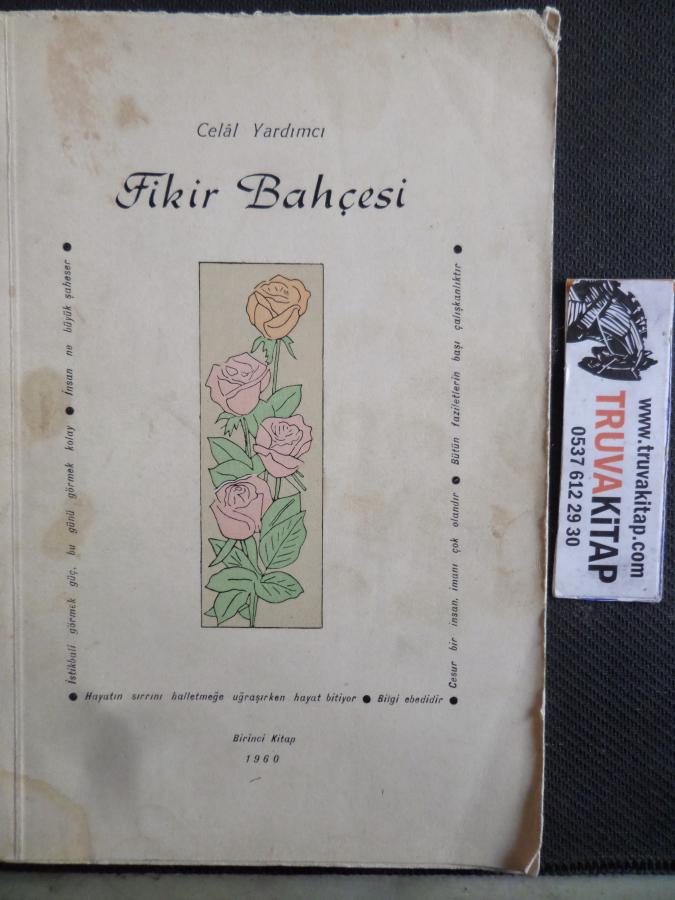 Celâl Yardımcı
Fikir Bahçesi
İstikbali görmek güç, bu günü görmek kolay ● İnsan ne büyük şaheser ●
Cesur bir insan, imanı çok olandır ● Bütün faziletlerin başı çalışkanlıktır ●
● Hayatın sırrını halletmeğe uğraşırken hayat bitiyor ● Bilgi ebedidir ●
Birinci Kitap
1960
www.truvakitap.com
TRUVAKİTAP
0537 612 29 30